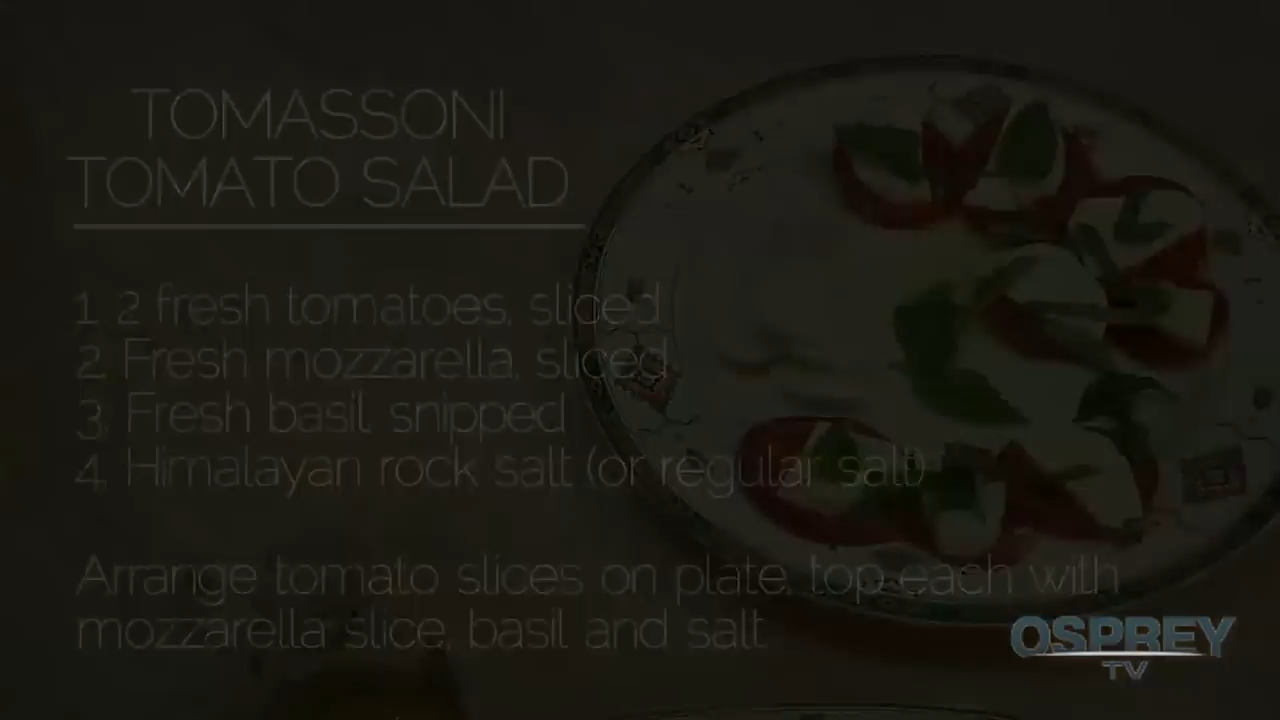 TOMASSONI
TOMATO SALAD
1. 2 fresh tomatoes, sliced
2. Fresh mozzarella, sliced
3. Fresh basil, snipped
4. Himalayan rock salt (or regular salt)
Arrange tomato slices on plate, top each with
mozzarella slice, basil and salt.
OSPREY
TV